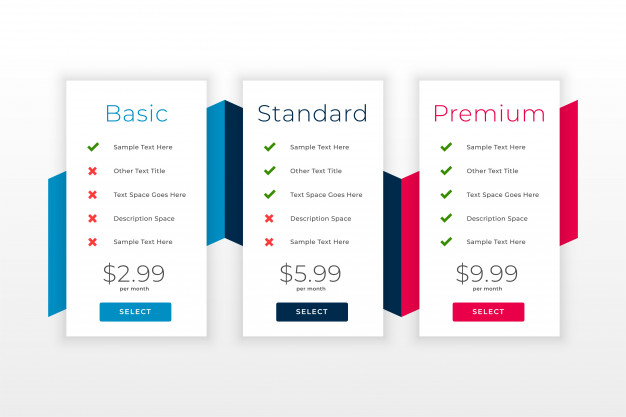 Basic
Sample Text Here
Other Text Title
Text Space Goes Here
Description Space
Sample Text Here
$2.99
per month
SELECT
Standard
Sample Text Here
Other Text Title
Text Space Goes Here
Description Space
Sample Text Here
$5.99
per month
SELECT
Premium
Sample Text Here
Other Text Title
Text Space Goes Here
Description Space
Sample Text Here
$9.99
per month
SELECT